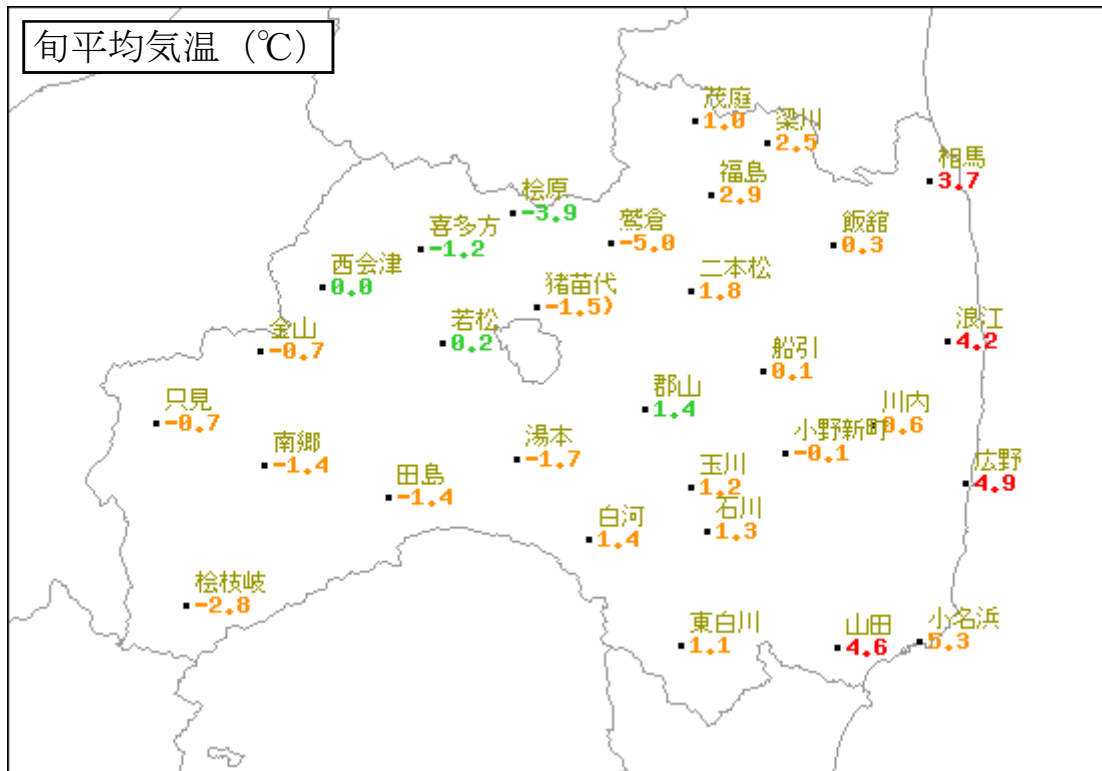 旬平均気温（℃）
茂庭
1.0
梁川
2.5
相馬
3.7
福島
2.9
桧原
-3.9
鷲倉
-5.0
飯舘
0.3
喜多方
-1.2
西会津
0.0
猪苗代
-1.5)
二本松
1.8
金山
-0.7
若松
0.2
浪江
4.2
船引
0.1
郡山
1.4
只見
-0.7
川内
0.6
小野新町
-0.1
南郷
-1.4
湯本
-1.7
田島
-1.4
玉川
1.2
広野
4.9
石川
1.3
白河
1.4
桧枝岐
-2.8
東白川
1.1
山田
4.6
小名浜
5.3